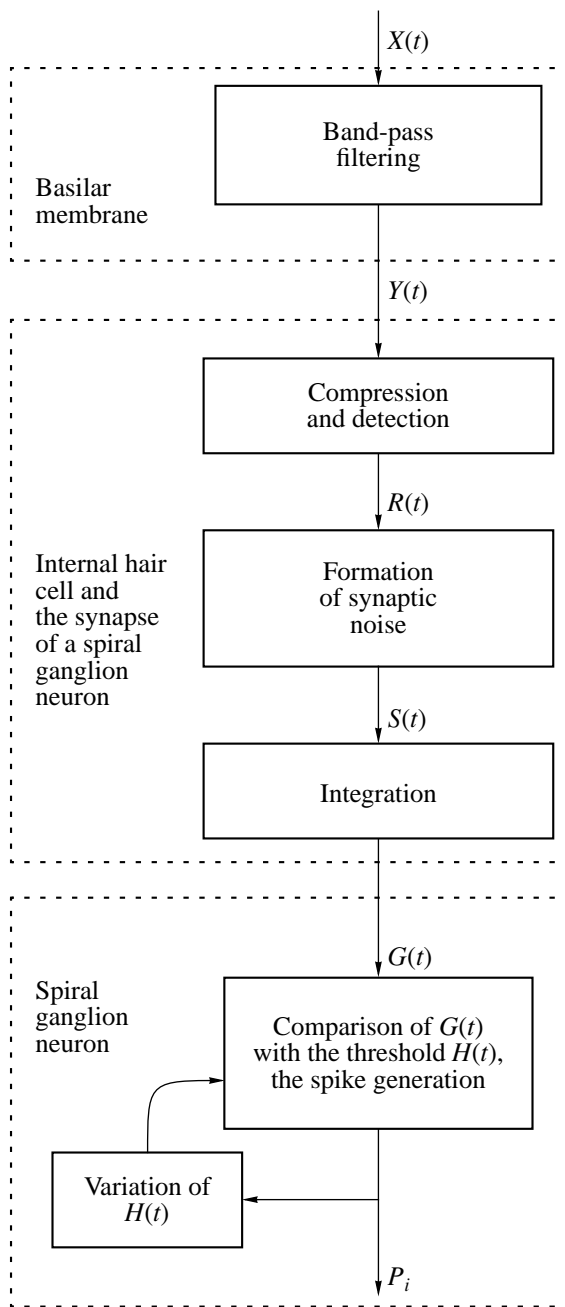 X(t)
Band-pass
filtering
Basilar
membrane
Y(t)
Compression
and detection
R(t)
Internal hair
cell and
the synapse
of a spiral
ganglion
neuron
Formation
of synaptic
noise
S(t)
Integration
G(t)
Spiral
ganglion
neuron
Comparison of G(t)
with the threshold H(t),
the spike generation
Variation of
H(t)
P_i